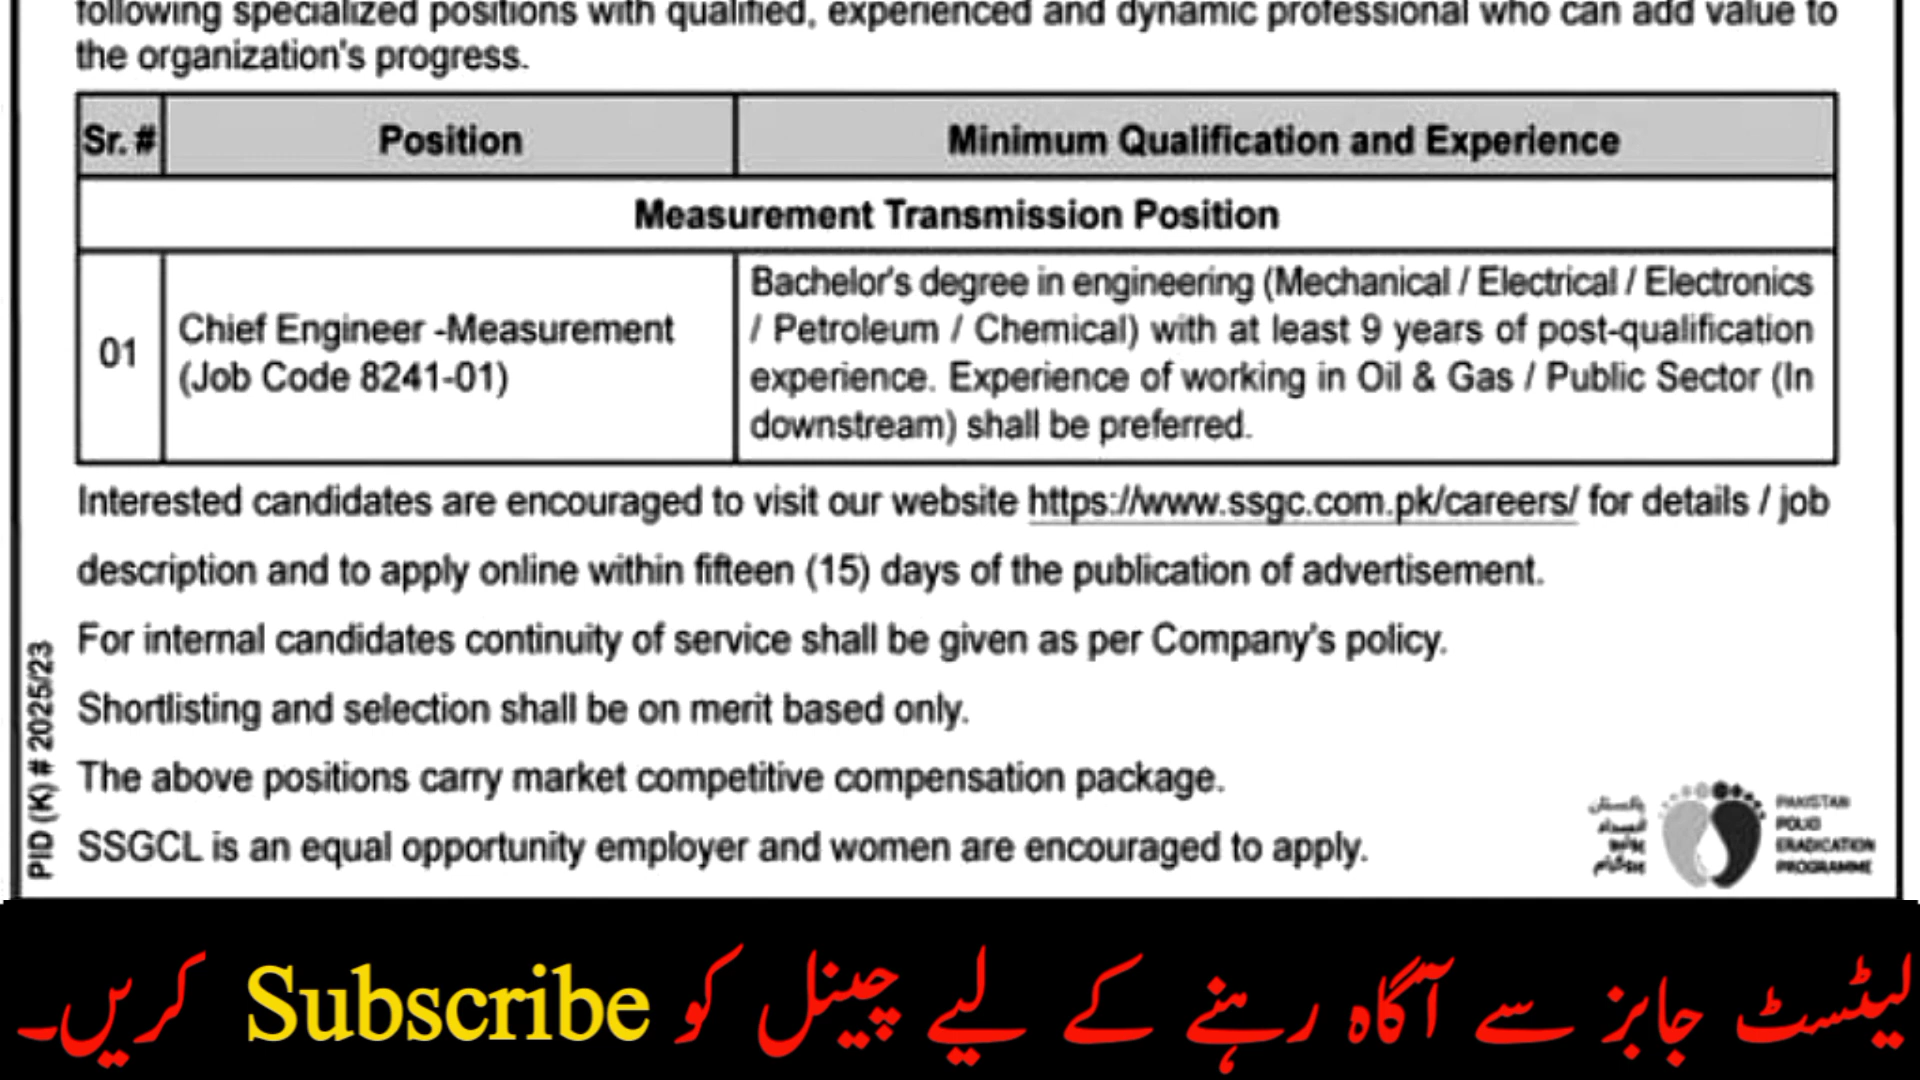 following specialized positions with qualified, experienced and dynamic professional who can add value to
the organization's progress.
Sr. #
Position
Minimum Qualification and Experience
Measurement Transmission Position
01
Chief Engineer -Measurement
(Job Code 8241-01)
Bachelor's degree in engineering (Mechanical / Electrical / Electronics
/ Petroleum / Chemical) with at least 9 years of post-qualification
experience. Experience of working in Oil & Gas / Public Sector (In
downstream) shall be preferred.
Interested candidates are encouraged to visit our website https://www.ssgc.com.pk/careers/ for details / job
description and to apply online within fifteen (15) days of the publication of advertisement.
For internal candidates continuity of service shall be given as per Company's policy.
Shortlisting and selection shall be on merit based only.
The above positions carry market competitive compensation package.
SSGCL is an equal opportunity employer and women are encouraged to apply.
PID (K) # 2025/23
پاکستان
انسداد
پولیو
پروگرام
PAKISTAN
POLIO
ERADICATION
PROGRAMME
لیٹسٹ جابز سے آگاہ رہنے کے لیے چینل کو Subscribe کریں۔